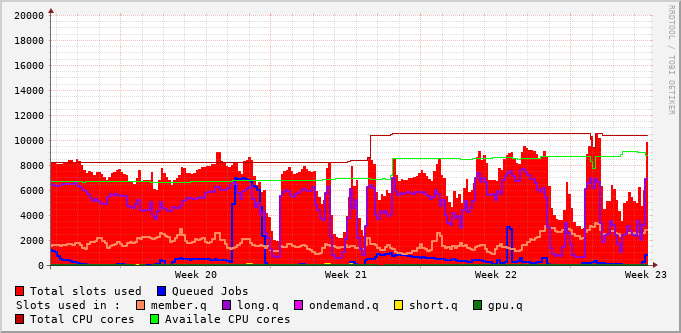 20000
18000
16000
14000
12000
10000
8000
6000
4000
2000
0
Week 20 Week 21 Week 22 Week 23
RRDTOOL / TOBI OETIKER
Total slots used Queued Jobs
Slots used in : member.q long.q ondemand.q short.q gpu.q
Total CPU cores Availale CPU cores